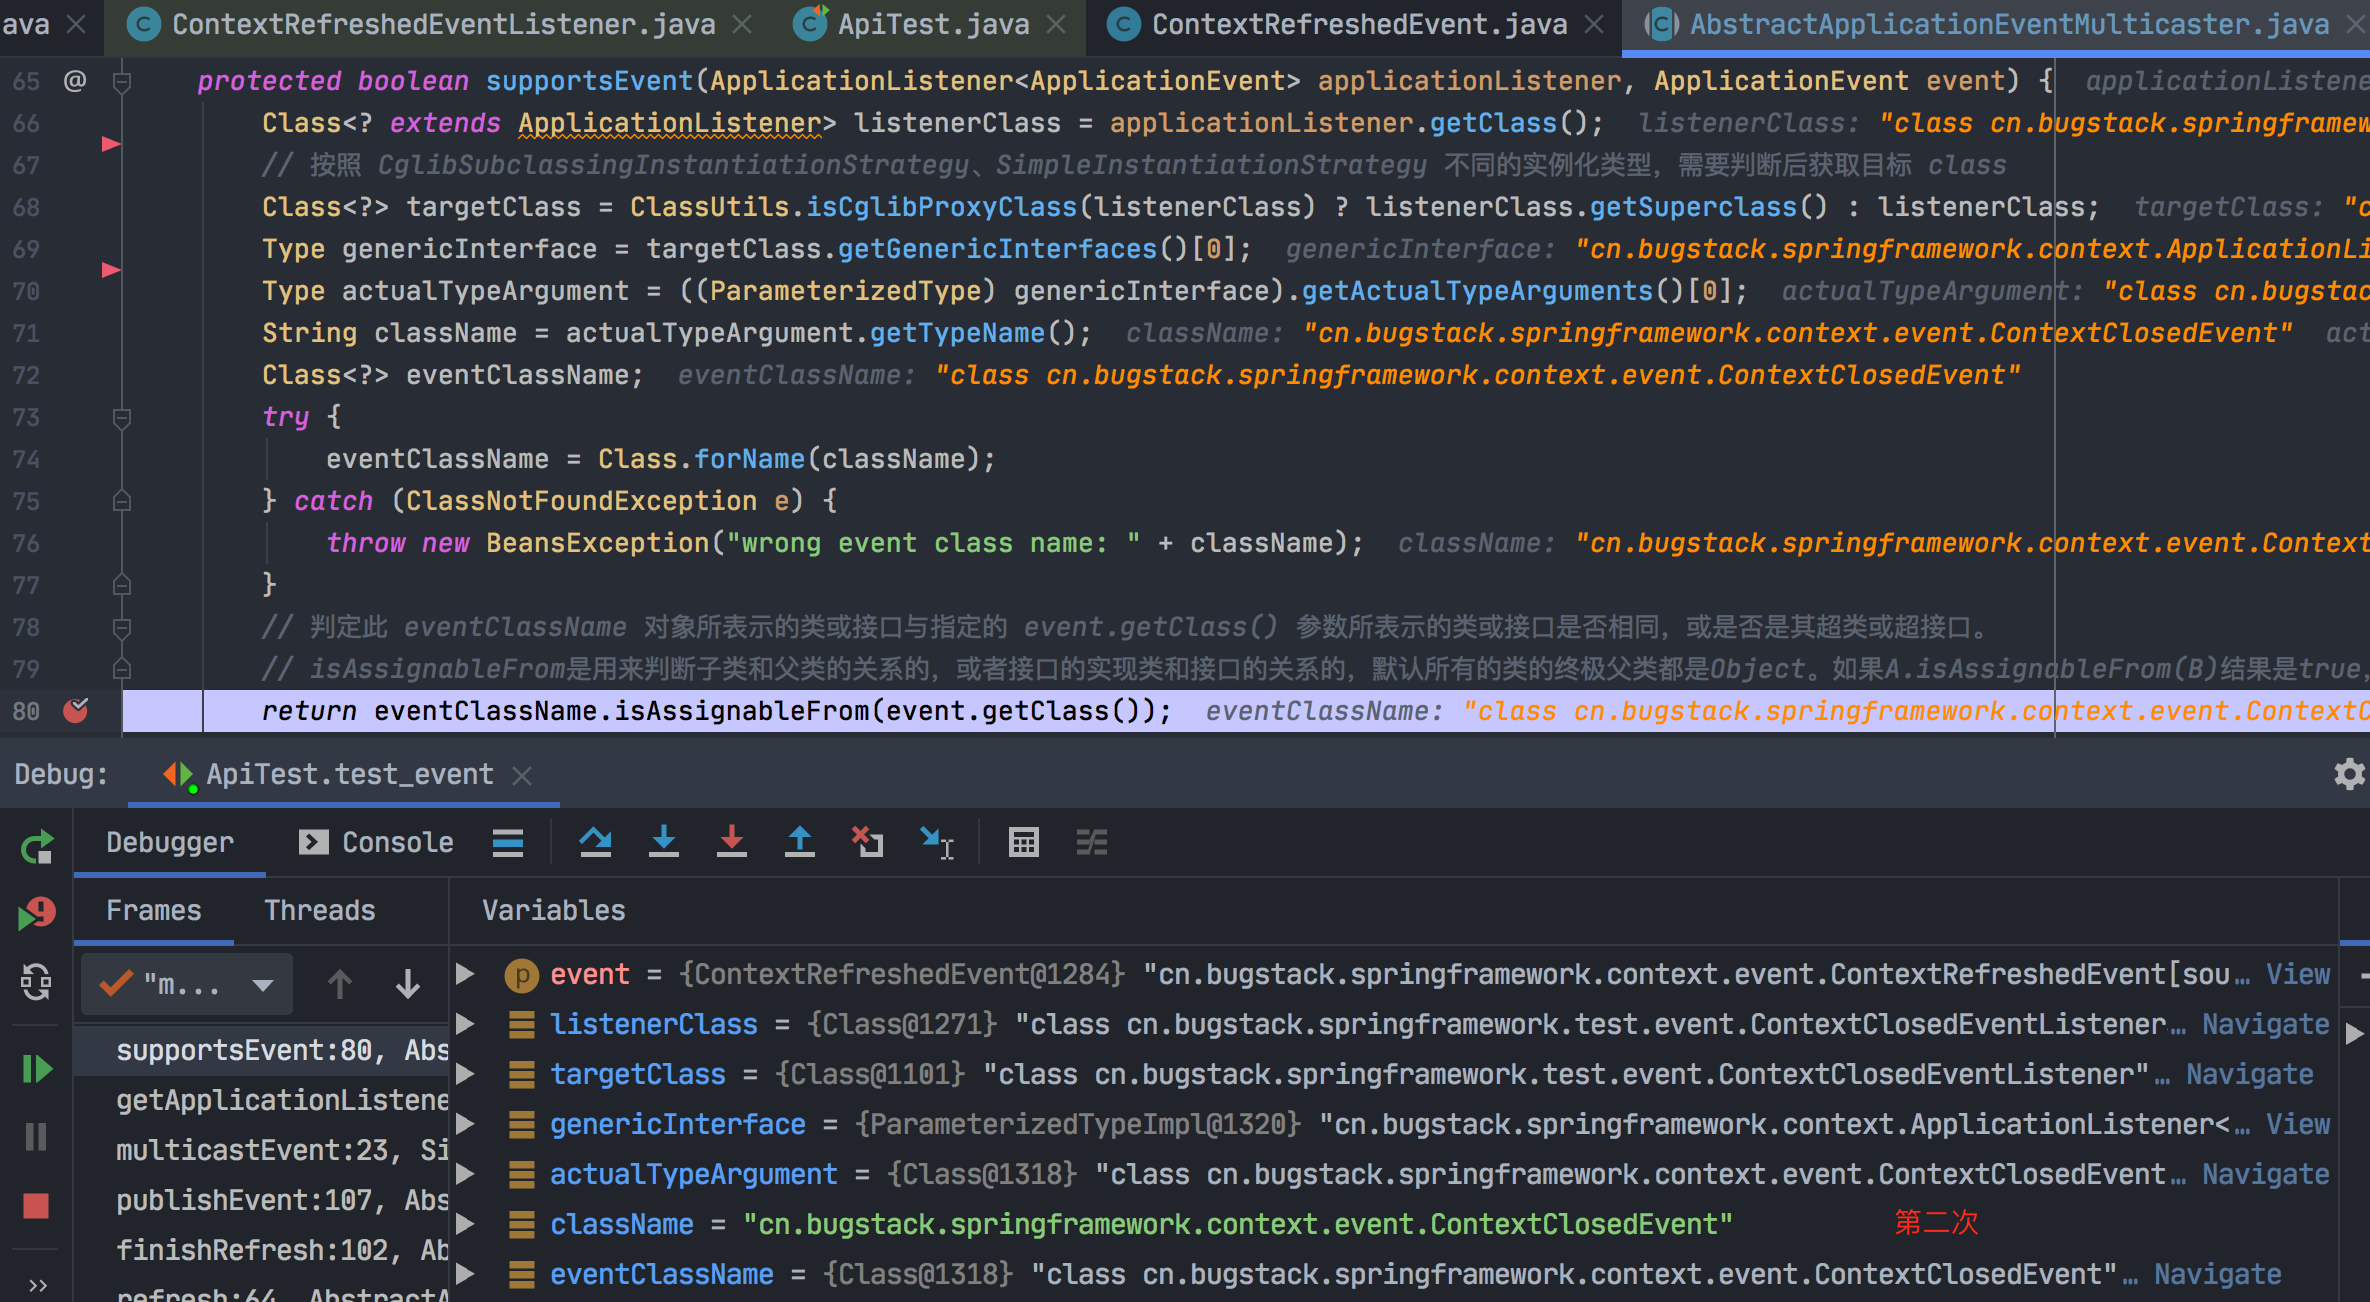 ava ContextRefreshedEventListener.java ApiTest.java ContextRefreshedEvent.java AbstractApplicationEventMulticaster.java
65 @ protected boolean supportsEvent(ApplicationListener<ApplicationEvent> applicationListener, ApplicationEvent event) { applicationListene
66 Class<? extends ApplicationListener> listenerClass = applicationListener.getClass(); listenerClass: "class cn.bugstack.springframew
67 // 按照 CglibSubclassingInstantiationStrategy、SimpleInstantiationStrategy 不同的实例化类型，需要判断后获取目标 class
68 Class<?> targetClass = ClassUtils.isCglibProxyClass(listenerClass) ? listenerClass.getSuperclass() : listenerClass; targetClass: "c
69 Type genericInterface = targetClass.getGenericInterfaces()[0]; genericInterface: "cn.bugstack.springframework.context.ApplicationLi
70 Type actualTypeArgument = ((ParameterizedType) genericInterface).getActualTypeArguments()[0]; actualTypeArgument: "class cn.bugstac
71 String className = actualTypeArgument.getTypeName(); className: "cn.bugstack.springframework.context.event.ContextClosedEvent" act
72 Class<?> eventClassName; eventClassName: "class cn.bugstack.springframework.context.event.ContextClosedEvent"
73 try {
74 eventClassName = Class.forName(className);
75 } catch (ClassNotFoundException e) {
76 throw new BeansException("wrong event class name: " + className); className: "cn.bugstack.springframework.context.event.Context
77 }
78 // 判定此 eventClassName 对象所表示的类或接口与指定的 event.getClass() 参数所表示的类或接口是否相同，或是否是其超类或超接口。
79 // isAssignableFrom是用来判断子类和父类的关系的，或者接口的实现类和接口的关系的，默认所有的类的终极父类都是Object。如果A.isAssignableFrom(B)结果是true，
80 return eventClassName.isAssignableFrom(event.getClass()); eventClassName: "class cn.bugstack.springframework.context.event.ContextC
Debug: ApiTest.test_event
Debugger Console
Frames Threads Variables
"m...
supportsEvent:80, Abs
getApplicationListene
multicastEvent:23, Si
publishEvent:107, Abs
finishRefresh:102, Ab
refresh:64, AbstractA
event = {ContextRefreshedEvent@1284} "cn.bugstack.springframework.context.event.ContextRefreshedEvent[sou... View
listenerClass = {Class@1271} "class cn.bugstack.springframework.test.event.ContextClosedEventListener... Navigate
targetClass = {Class@1101} "class cn.bugstack.springframework.test.event.ContextClosedEventListener"... Navigate
genericInterface = {ParameterizedTypeImpl@1320} "cn.bugstack.springframework.context.ApplicationListener<... View
actualTypeArgument = {Class@1318} "class cn.bugstack.springframework.context.event.ContextClosedEvent... Navigate
className = "cn.bugstack.springframework.context.event.ContextClosedEvent" 第二次
eventClassName = {Class@1318} "class cn.bugstack.springframework.context.event.ContextClosedEvent"... Navigate